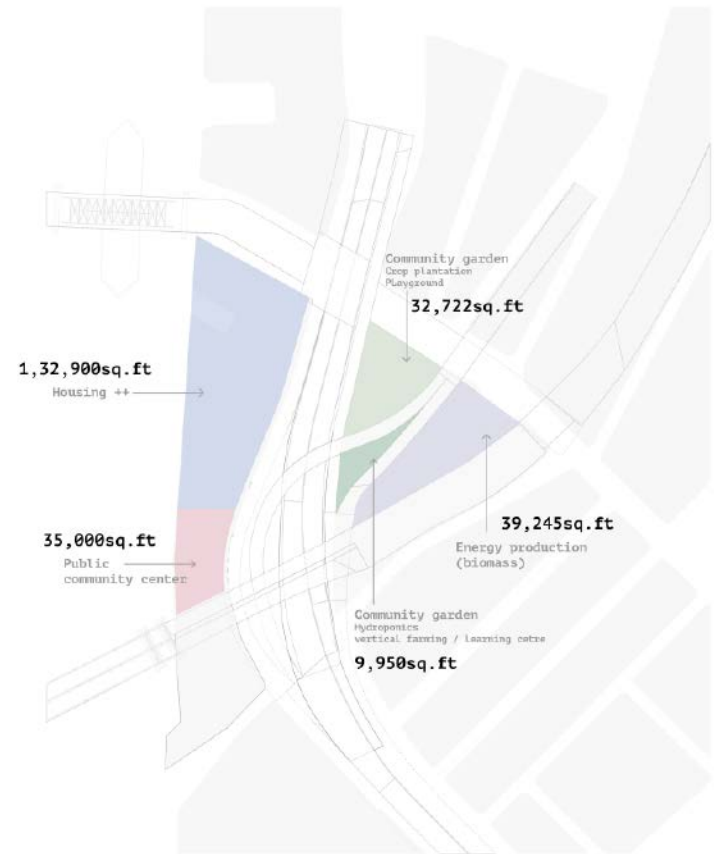 Community garden
Crop plantation
PLayground
32,722sq.ft
1,32,900sq.ft
Housing ++
35,000sq.ft
Public
community center
39,245sq.ft
Energy production
(biomass)
Community garden
Hydroponics
vertical farming / learning cetre
9,950sq.ft